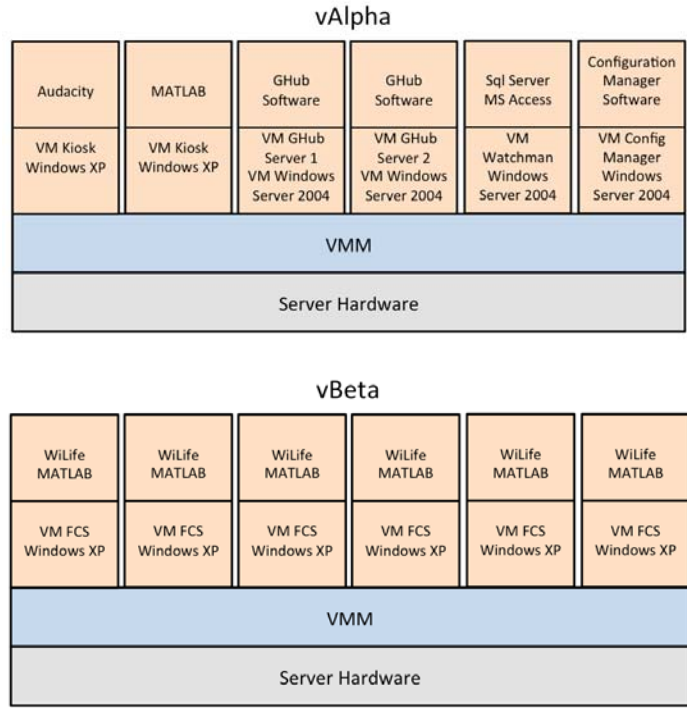 vAlpha
Audacity
MATLAB
GHub
Software
GHub
Software
Sql Server
MS Access
Configuration
Manager
Software
VM Kiosk
Windows XP
VM Kiosk
Windows XP
VM GHub
Server 1
VM Windows
Server 2004
VM GHub
Server 2
VM Windows
Server 2004
VM
Watchman
Windows
Server 2004
VM Config
Manager
Windows
Server 2004
VMM
Server Hardware
vBeta
WiLife
MATLAB
WiLife
MATLAB
WiLife
MATLAB
WiLife
MATLAB
WiLife
MATLAB
WiLife
MATLAB
VM FCS
Windows XP
VM FCS
Windows XP
VM FCS
Windows XP
VM FCS
Windows XP
VM FCS
Windows XP
VM FCS
Windows XP
VMM
Server Hardware